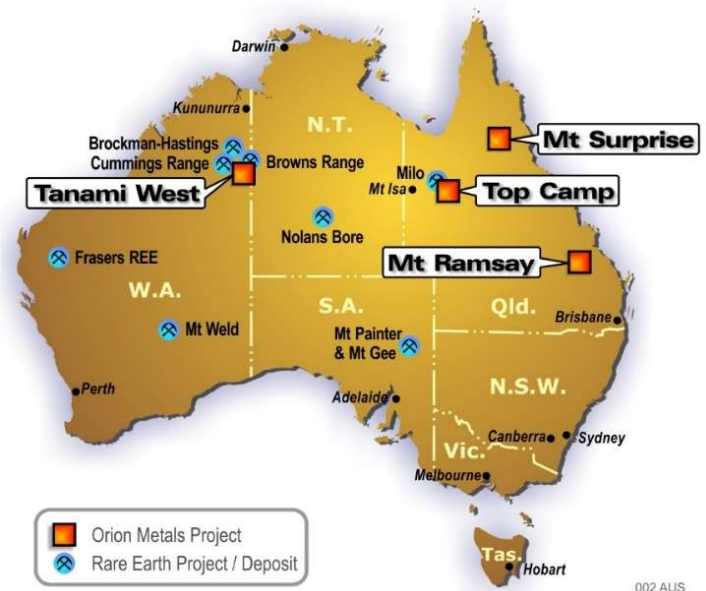 Darwin
Kununurra
N.T.
Brockman-Hastings
Cummings Range
Browns Range
Tanami West
Mt Surprise
Milo
Mt Isa
Top Camp
Nolans Bore
Frasers REE
Mt Ramsay
W.A.
S.A.
Qld.
Mt Weld
Mt Painter
& Mt Gee
Brisbane
Perth
Adelaide
N.S.W.
Canberra
Sydney
Vic.
Melbourne
Orion Metals Project
Rare Earth Project / Deposit
Tas.
Hobart
002 AUS